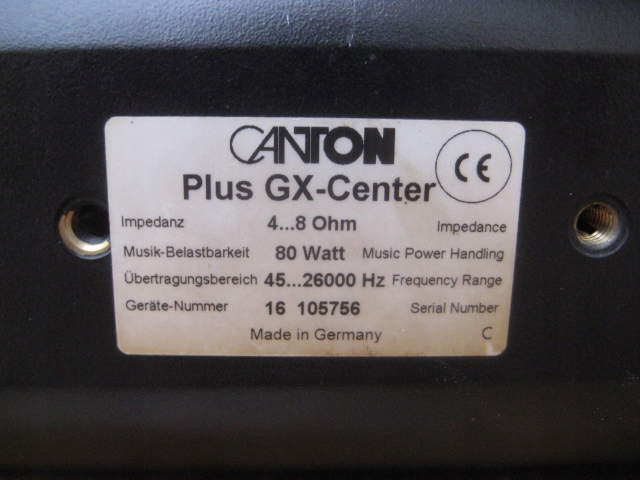 CANTON
CE
Plus GX-Center
Impedanz 4...8 Ohm Impedance
Musik-Belastbarkeit 80 Watt Music Power Handling
Übertragungsbereich 45...26000 Hz Frequency Range
Geräte-Nummer 16 105756 Serial Number
Made in Germany C